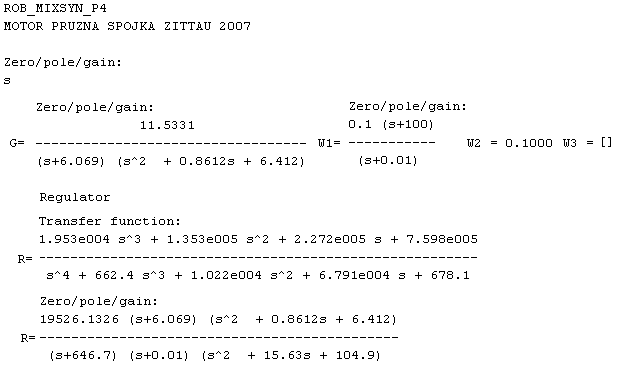 ROB_MIXSYN_P4
MOTOR PRUZNA SPOJKA ZITTAU 2007
Zero/pole/gain:
s
Zero/pole/gain:
11.5331
G= ----------------------------------
(s+6.069) (s^2  + 0.8612s + 6.412)
Zero/pole/gain:
0.1 (s+100)
W1= -----------
(s+0.01)
W2 = 0.1000 W3 = []
Regulator
Transfer function:
1.953e004 s^3 + 1.353e005 s^2 + 2.272e005 s + 7.598e005
R= -------------------------------------------------------
s^4 + 662.4 s^3 + 1.022e004 s^2 + 6.791e004 s + 678.1
Zero/pole/gain:
19526.1326 (s+6.069) (s^2  + 0.8612s + 6.412)
R= ---------------------------------------------
(s+646.7) (s+0.01) (s^2  + 15.63s + 104.9)